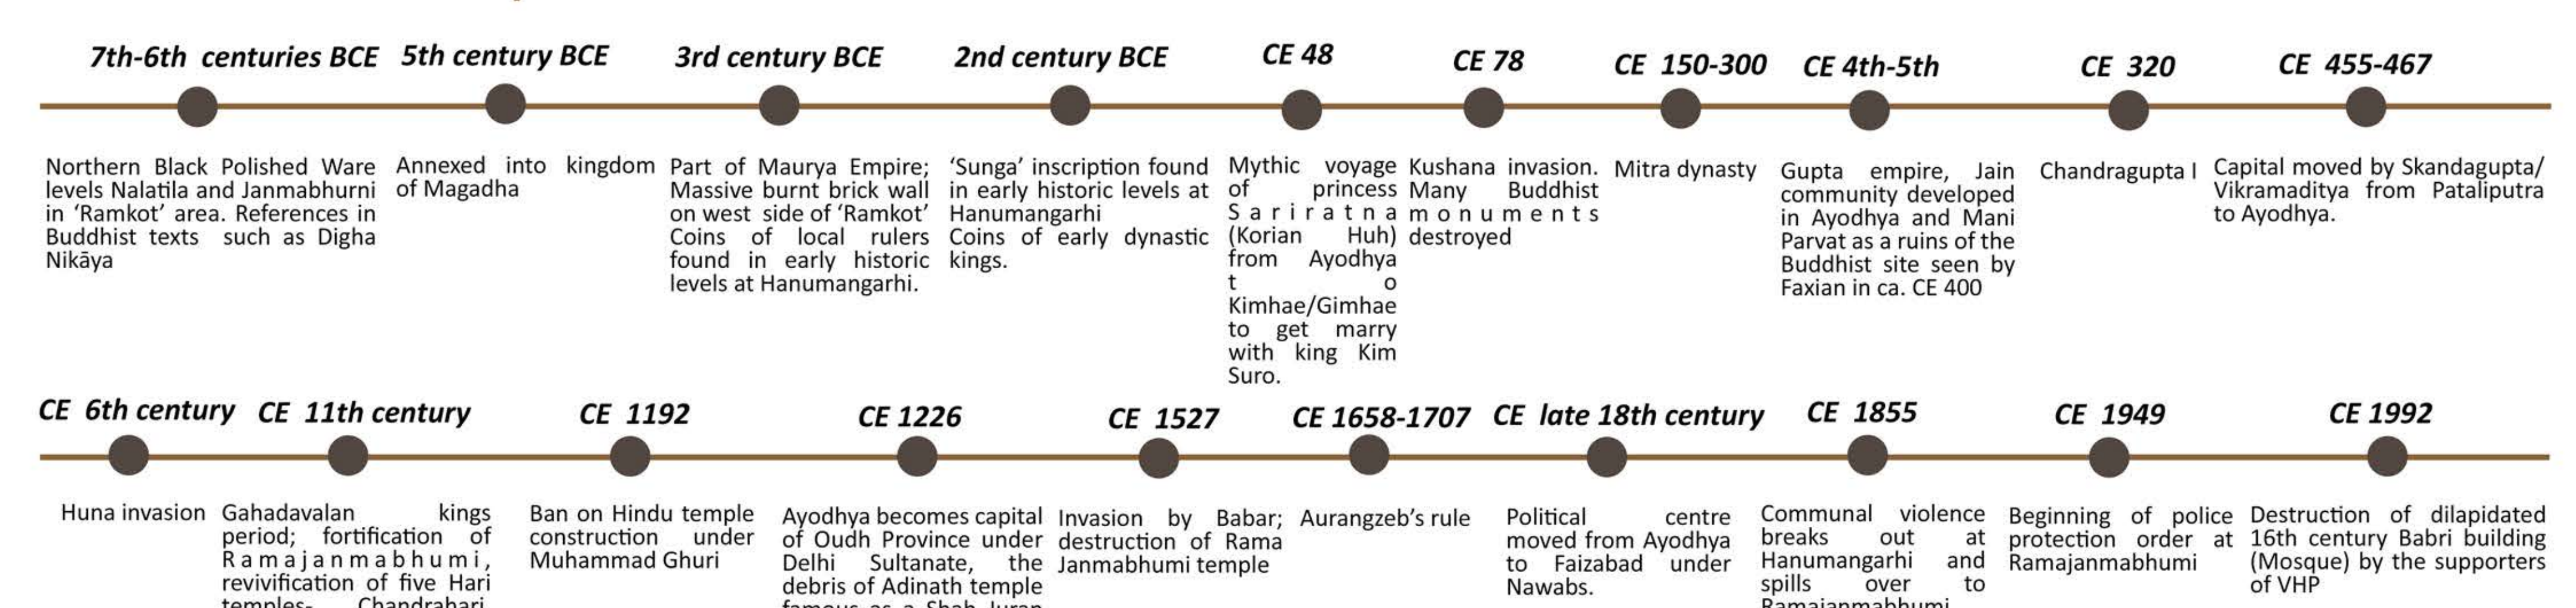 7th-6th centuries BCE
Northern Black Polished Ware
levels Nalatila and Janmabhurni
in ‘Ramkot’ area. References in
Buddhist texts such as Digha
Nikāya
5th century BCE
Annexed into kingdom
of Magadha
3rd century BCE
Part of Maurya Empire;
Massive burnt brick wall
on west side of ‘Ramkot’
Coins of local rulers
found in early historic
levels at Hanumangarhi.
2nd century BCE
‘Sunga’ inscription found
in early historic levels at
Hanumangarhi
Coins of early dynastic
kings.
CE 48
Mythic voyage
of princess
Sariratna
(Korian Huh)
from Ayodhya
to
Kimhae/Gimhae
to get marry
with king Kim
Suro.
CE 78
Kushana invasion.
Many Buddhist
monuments
destroyed
CE 150-300
Mitra dynasty
CE 4th-5th
Gupta empire, Jain
community developed
in Ayodhya and Mani
Parvat as a ruins of the
Buddhist site seen by
Faxian in ca. CE 400
CE 320
Chandragupta I
CE 455-467
Capital moved by Skandagupta/
Vikramaditya from Pataliputra
to Ayodhya.
CE 6th century
Huna invasion
CE 11th century
Gahadavalan kings
period; fortification of
Ramajanmabhumi,
revivification of five Hari
temples- Chandrahari,
CE 1192
Ban on Hindu temple
construction under
Muhammad Ghuri
CE 1226
Ayodhya becomes capital
of Oudh Province under
Delhi Sultanate, the
debris of Adinath temple
famous as a Shah Juran
CE 1527
Invasion by Babar;
destruction of Rama
Janmabhumi temple
CE 1658-1707
Aurangzeb’s rule
CE late 18th century
Political centre
moved from Ayodhya
to Faizabad under
Nawabs.
CE 1855
Communal violence
breaks out at
Hanumangarhi and
spills over to
Ramajanmabhumi
CE 1949
Beginning of police
protection order at
Ramajanmabhumi
CE 1992
Destruction of dilapidated
16th century Babri building
(Mosque) by the supporters
of VHP